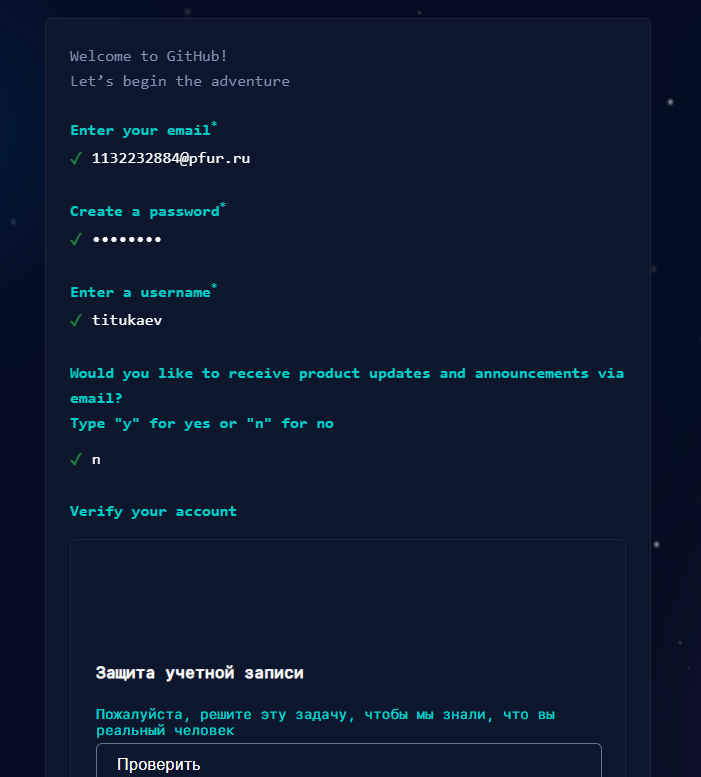 Welcome to GitHub!
Let’s begin the adventure
Enter your email*
✓ 1132232884@pfur.ru
Create a password*
✓ ••••••••
Enter a username*
✓ titukaev
Would you like to receive product updates and announcements via
email?
Type "y" for yes or "n" for no
✓ n
Verify your account
Защита учетной записи
Пожалуйста, решите эту задачу, чтобы мы знали, что вы
реальный человек
Проверить